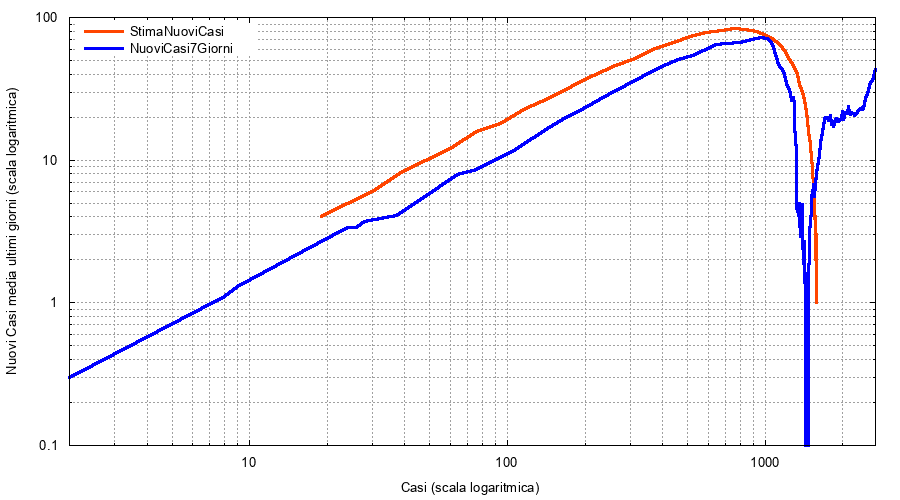 StimaNuoviCasi
NuoviCasi7Giorni
Nuovi Casi media ultimi giorni (scala logaritmica)
100
10
1
0.1
10
100
1000
Casi (scala logaritmica)